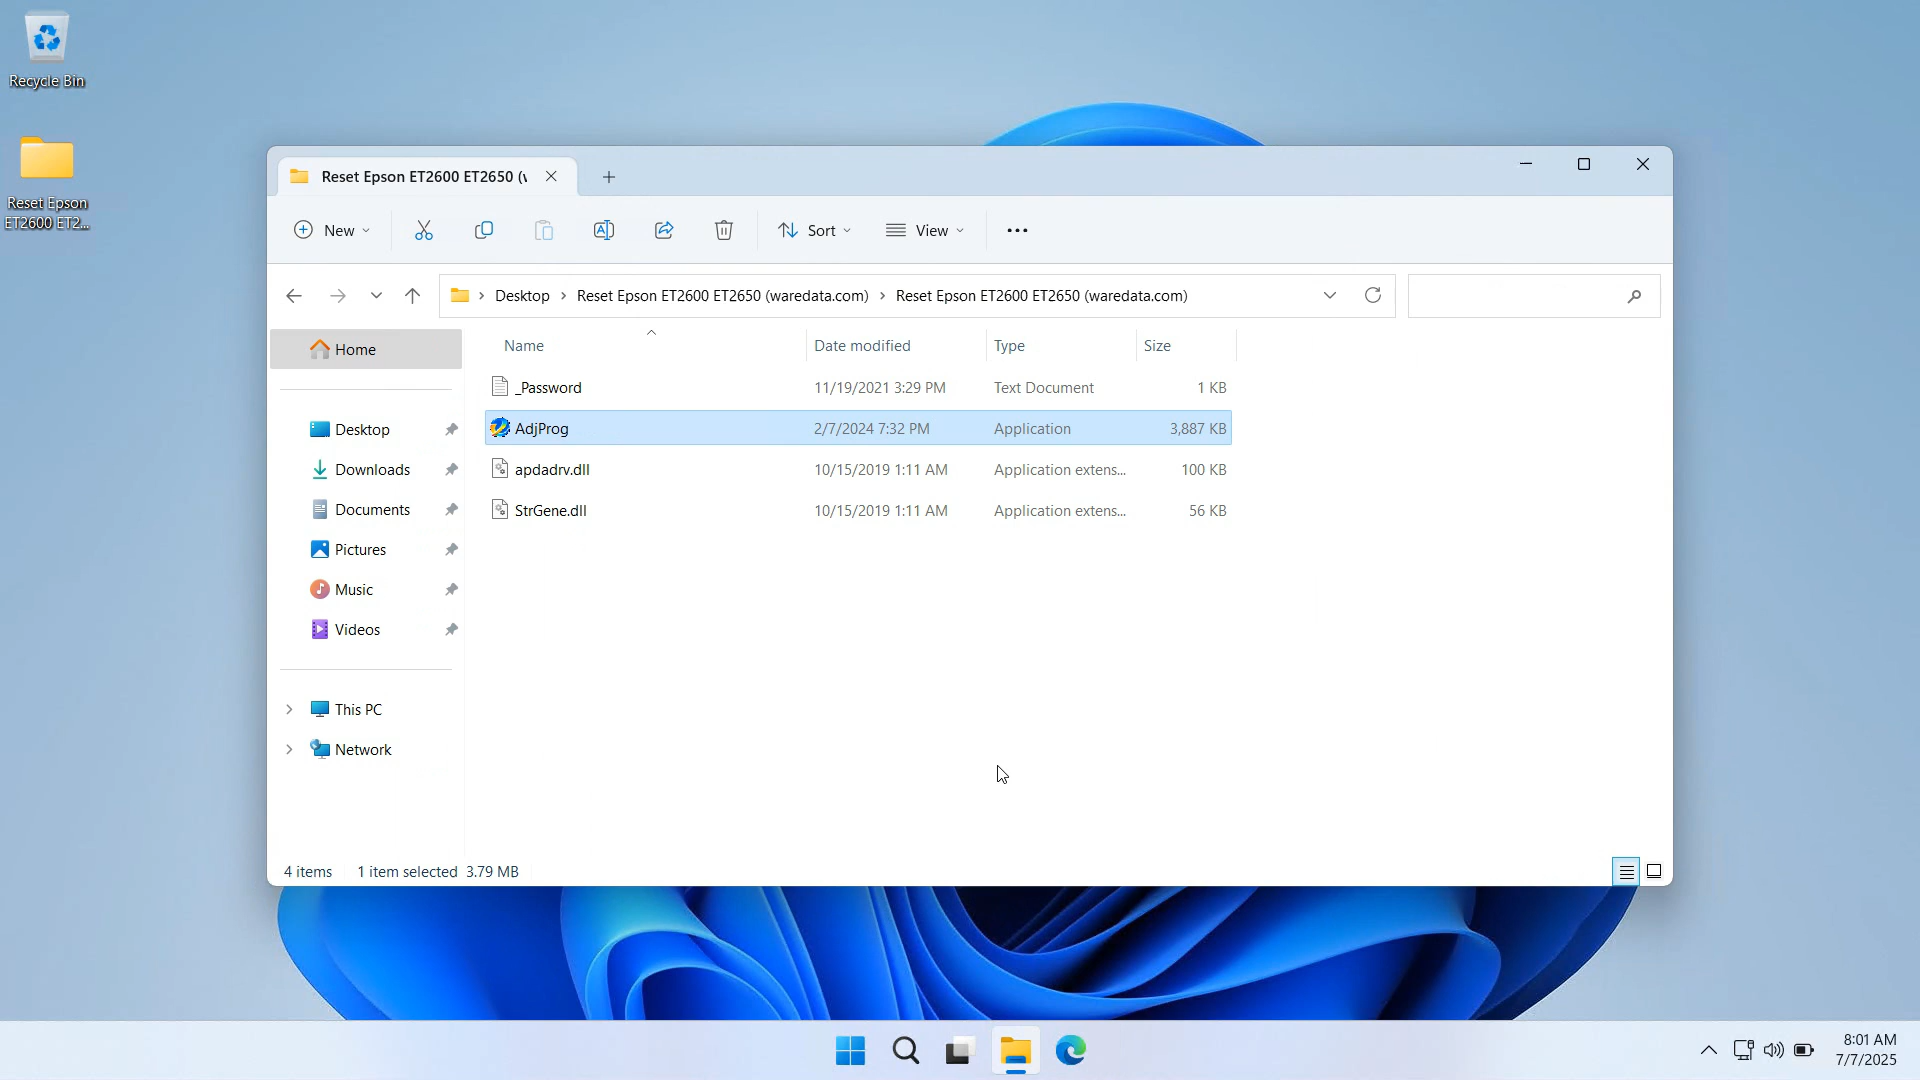 Recycle Bin
Reset Epson
ET2600 ET2...
Reset Epson ET2600 ET2650 (v
New
Sort
View
Desktop
Reset Epson ET2600 ET2650 (waredata.com)
Reset Epson ET2600 ET2650 (waredata.com)
Home
Desktop
Downloads
Documents
Pictures
Music
Videos
This PC
Network
Name Date modified Type Size
_Password 11/19/2021 3:29 PM Text Document 1 KB
AdjProg 2/7/2024 7:32 PM Application 3,887 KB
apdadrv.dll 10/15/2019 1:11 AM Application extens... 100 KB
StrGene.dll 10/15/2019 1:11 AM Application extens... 56 KB
4 items 1 item selected 3.79 MB
8:01 AM
7/7/2025